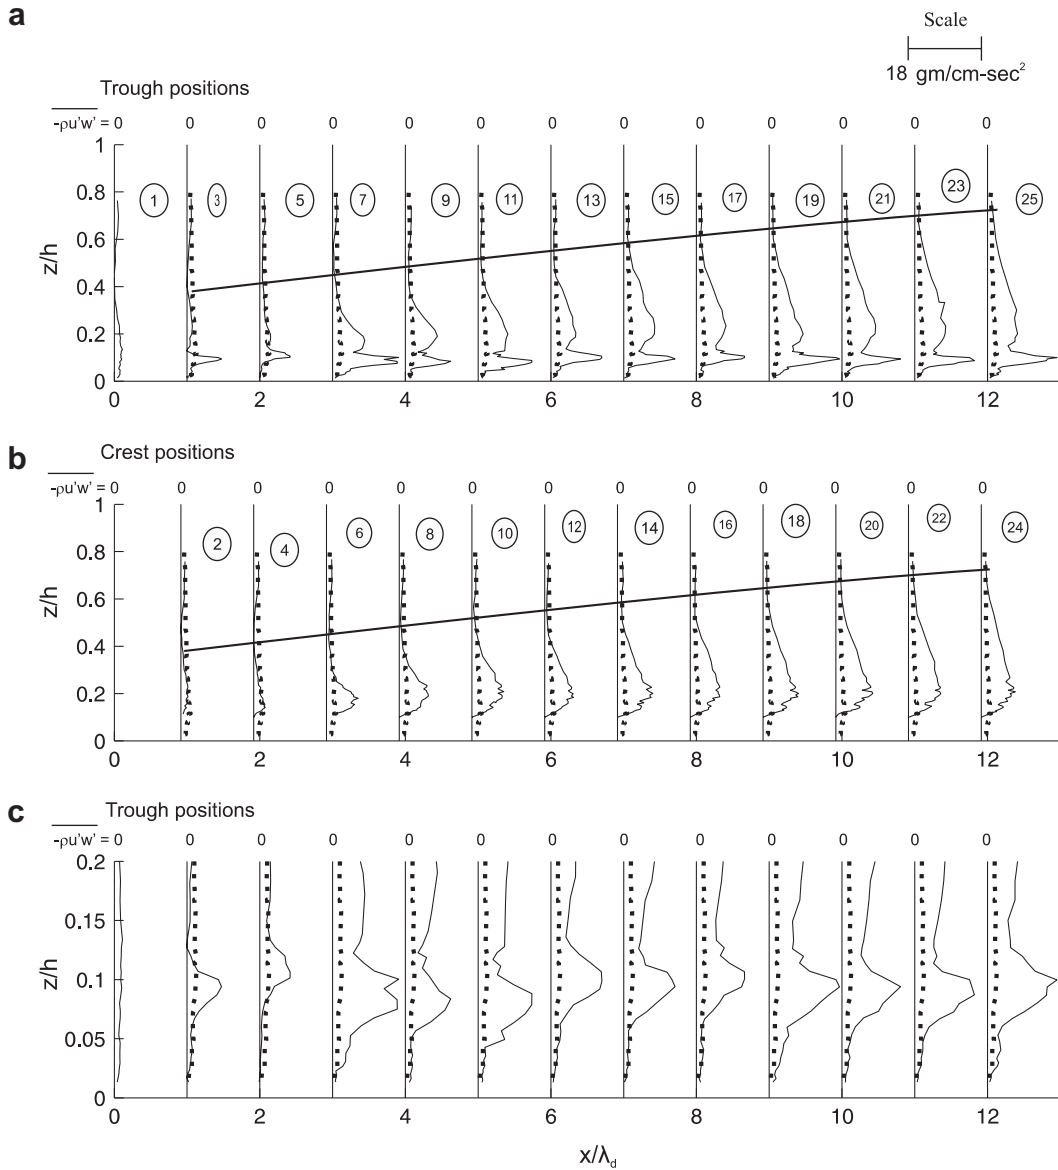 a
Scale
18 gm/cm-sec²
Trough positions
-ρu'w' = 0 0 0 0 0 0 0 0 0 0 0 0 0
1
0.8
0.6
0.4
0.2
0
z/h
1 3 5 7 9 11 13 15 17 19 21 23 25
0 2 4 6 8 10 12
b
Crest positions
-ρu'w' = 0 0 0 0 0 0 0 0 0 0 0 0 0
1
0.8
0.6
0.4
0.2
0
z/h
2 4 6 8 10 12 14 16 18 20 22 24
0 2 4 6 8 10 12
c
Trough positions
-ρu'w' = 0 0 0 0 0 0 0 0 0 0 0 0 0
0.2
0.15
0.1
0.05
0
z/h
0 2 4 6 8 10 12
x/λd